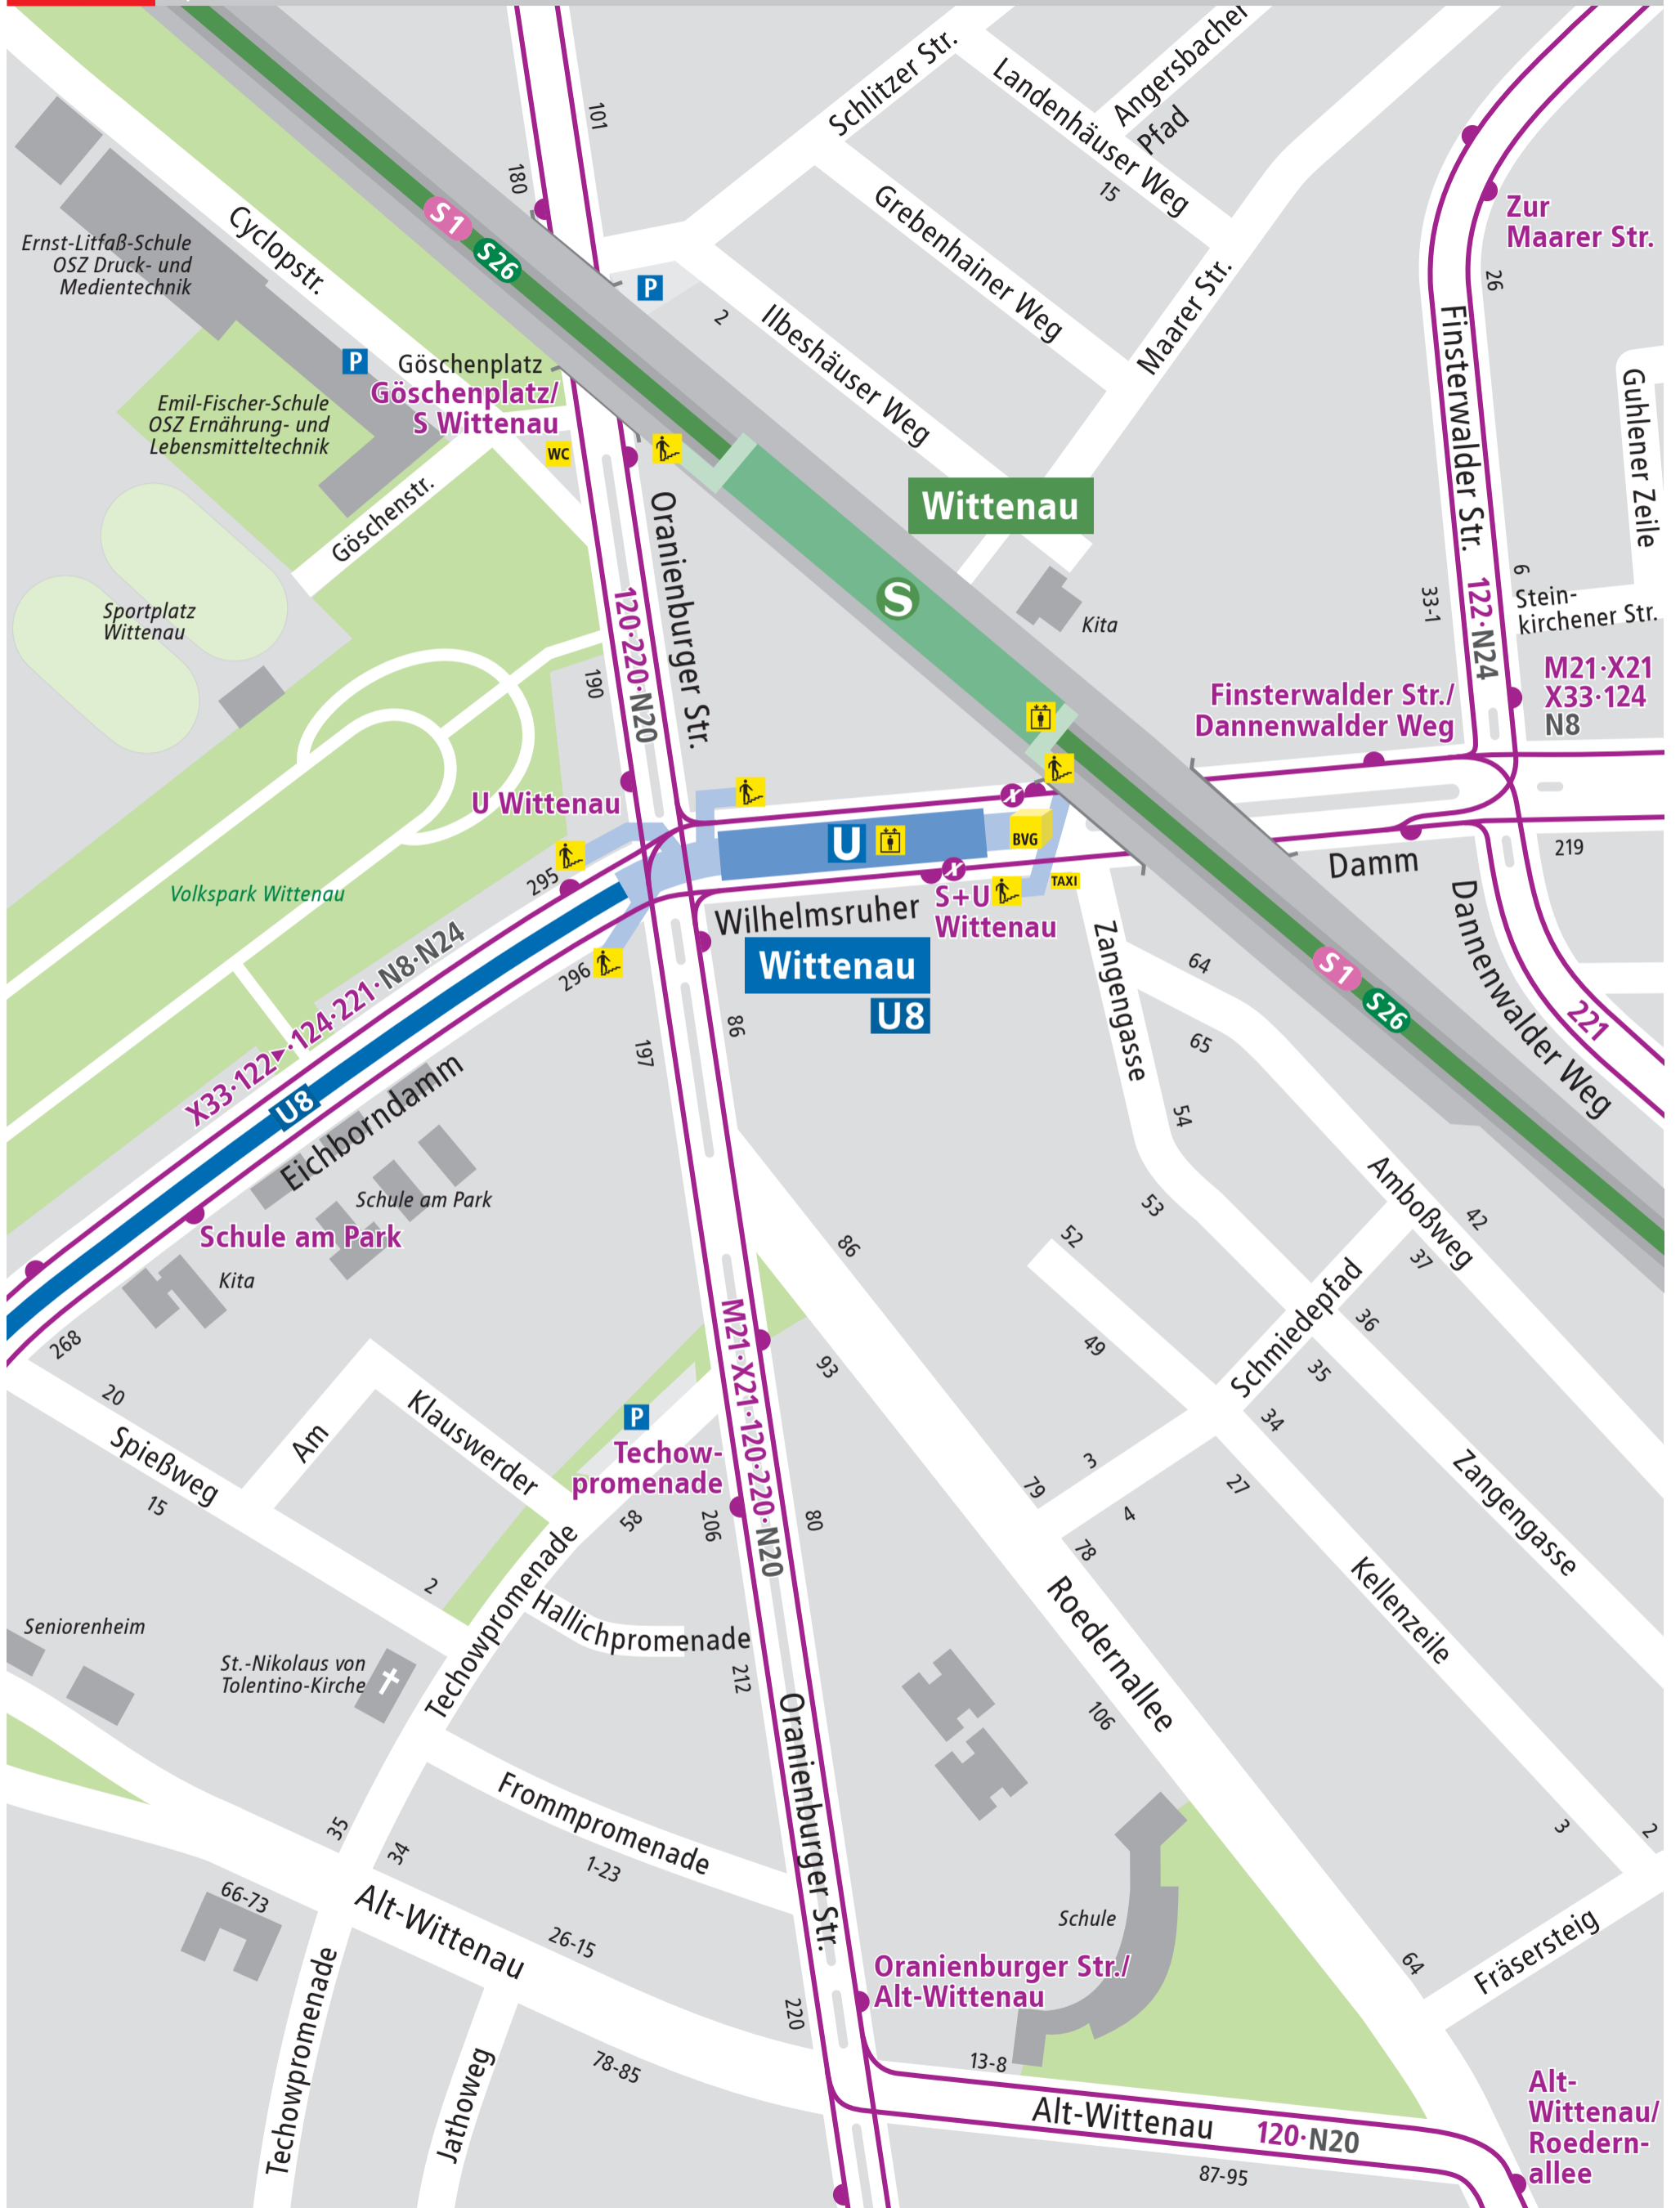 101
180
Schlitzer Str.
Landenhäuser Weg
Angersbacher
Pfad
15
Zur
Maarer Str.
26
S1
S26
Cyclopstr.
Ernst-Litfaß-Schule
OSZ Druck- und
Medientechnik
Grebenhainer Weg
Maarer Str.
P
2
Ilbeshäuser Weg
Finsterwalder Str.
Guhlener Zeile
P
Göschenplatz
Göschenplatz/
S Wittenau
WC
Emil-Fischer-Schule
OSZ Ernährung- und
Lebensmitteltechnik
Göschenstr.
Oranienburger Str.
Wittenau
S
Sportplatz
Wittenau
Kita
6
33-1
122·N24
Stein-
kirchener Str.
M21·X21
X33·124
N8
120·220·N20
190
Finsterwalder Str./
Dannenwalder Weg
U Wittenau
U
BVG
TAXI
295
Volkspark Wittenau
Wilhelmsruher
S+U
Wittenau
Damm
219
Wittenau
U8
296
X33·122·124·221·N8·N24
U8
Eichborndamm
197
86
Zangengasse
64
65
54
S1
S26
Dannenwalder Weg
221
Schule am Park
Schule am Park
Kita
268
53
52
86
Amboßweg
42
37
Schmiedepfad
36
35
49
34
93
M21·X21·120·220·N20
20
Spießweg
15
Am
Klauswerder
P
Techow-
promenade
58
206
80
79
3
4
78
27
Zangengasse
Kellenzeile
2
Techowpromenade
Hallichpromenade
212
Roedernallee
106
Seniorenheim
St.-Nikolaus von
Tolentino-Kirche
Oranienburger Str.
Frommpromenade
1-23
35
34
66-73
Alt-Wittenau
26-15
Schule
3
2
64
Fräsersteig
Oranienburger Str./
Alt-Wittenau
220
Techowpromenade
Jathoweg
78-85
13-8
Alt-Wittenau
120·N20
87-95
Alt-
Wittenau/
Roedern-
allee